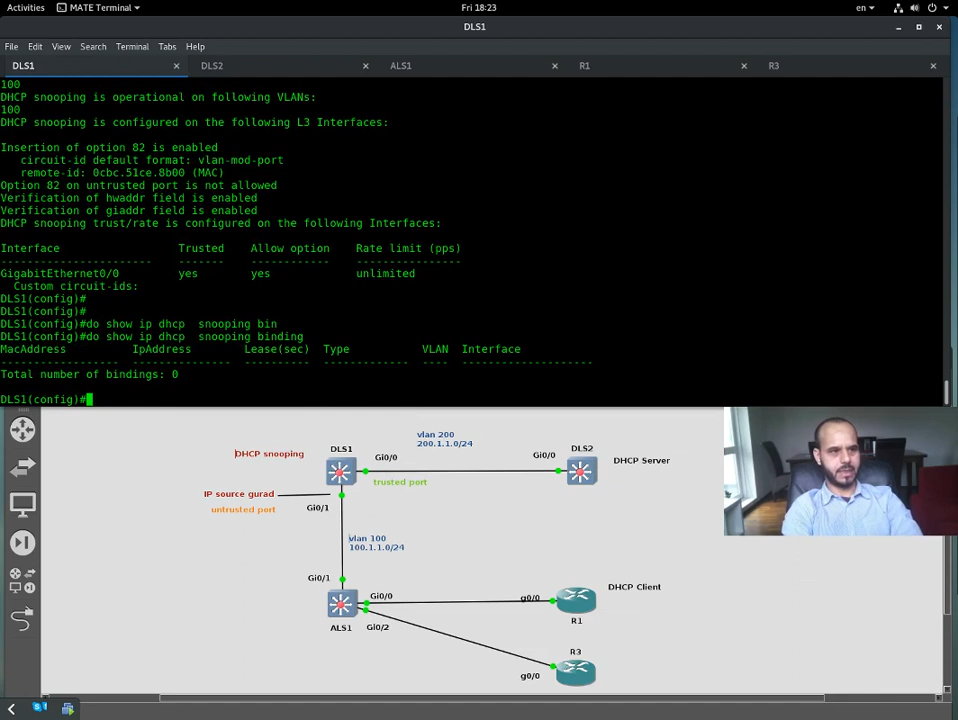 Activities MATE Terminal Fri 18:23 en
DLS1
File Edit View Search Terminal Tabs Help
DLS1 DLS2 ALS1 R1 R3
100
DHCP snooping is operational on following VLANs:
100
DHCP snooping is configured on the following L3 Interfaces:
Insertion of option 82 is enabled
circuit-id default format: vlan-mod-port
remote-id: 0cbc.51ce.8b00 (MAC)
Option 82 on untrusted port is not allowed
Verification of hwaddr field is enabled
Verification of giaddr field is enabled
DHCP snooping trust/rate is configured on the following Interfaces:
Interface Trusted Allow option Rate limit (pps)
----------------------- ------- ------------ ----------------
GigabitEthernet0/0 yes yes unlimited
Custom circuit-ids:
DLS1(config)#
DLS1(config)#
DLS1(config)#do show ip dhcp snooping bin
DLS1(config)#do show ip dhcp snooping binding
MacAddress IpAddress Lease(sec) Type VLAN Interface
------------------ --------------- ---------- ------------- ---- --------------------
Total number of bindings: 0
DLS1(config)#
vlan 200
200.1.1.0/24
DHCP snooping
DLS1
Gi0/0
Gi0/0
DLS2
DHCP Server
trusted port
IP source gurad
untrusted port
Gi0/1
vlan 100
100.1.1.0/24
Gi0/1
Gi0/0
g0/0
DHCP Client
R1
ALS1
Gi0/2
R3
g0/0